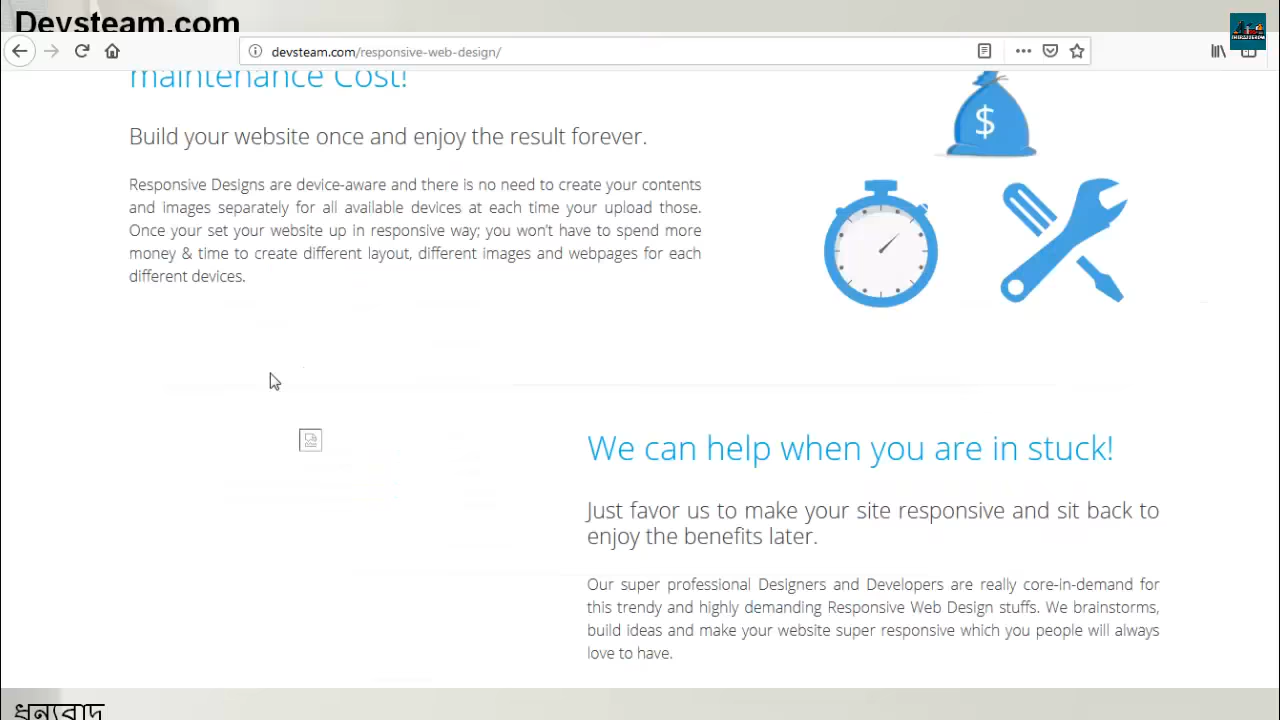 Devsteam.com
devsteam.com/responsive-web-design/
maintenance Cost!
Build your website once and enjoy the result forever.
$
Responsive Designs are device-aware and there is no need to create your contents
and images separately for all available devices at each time your upload those.
Once your set your website up in responsive way; you won't have to spend more
money & time to create different layout, different images and webpages for each
different devices.
We can help when you are in stuck!
Just favor us to make your site responsive and sit back to
enjoy the benefits later.
Our super professional Designers and Developers are really core-in-demand for
this trendy and highly demanding Responsive Web Design stuffs. We brainstorms,
build ideas and make your website super responsive which you people will always
love to have.
ধন্যবাদ